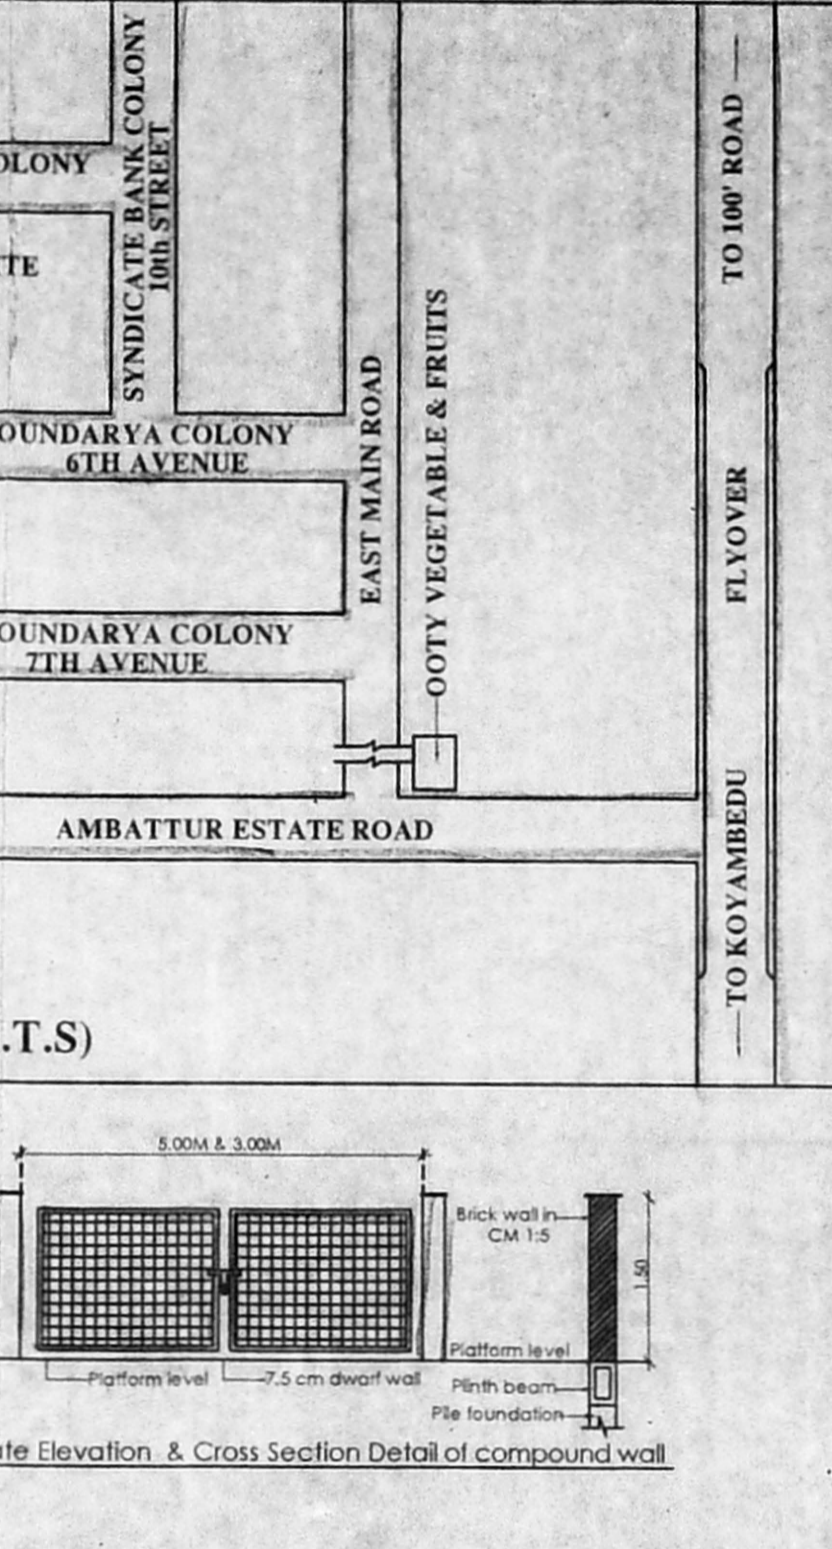 OLONY
TE
SYNDICATE BANK COLONY
10th STREET
OUNDARYA COLONY
6TH AVENUE
OUNDARYA COLONY
7TH AVENUE
EAST MAIN ROAD
OOTY VEGETABLE & FRUITS
TO 100' ROAD
FLYOVER
TO KOYAMBEDU
AMBATTUR ESTATE ROAD
.T.S)
5.00M & 3.00M
Brick wall in
CM 1:5
1.50
Platform level
Platform level
7.5 cm dwarf wall
Plinth beam
Pile foundation
te Elevation & Cross Section Detail of compound wall